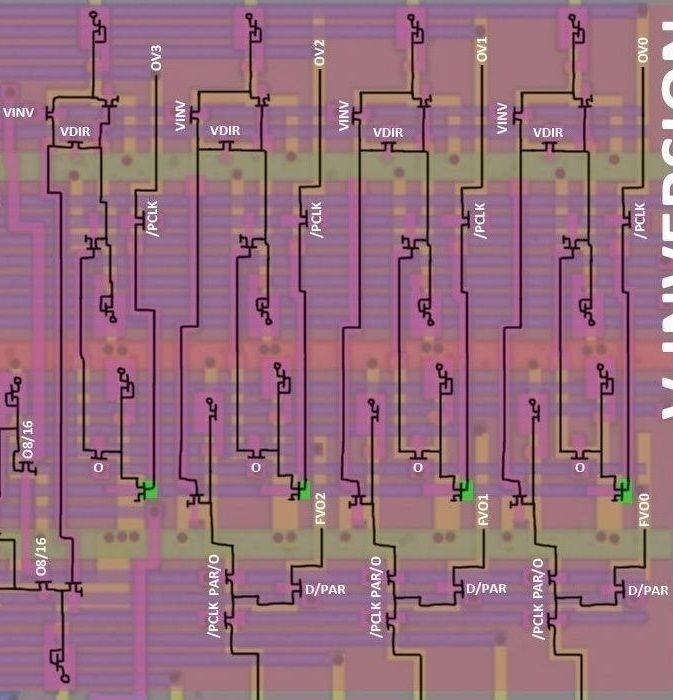 OV3
OV2
OV1
OV0
VINV
VINV
VINV
VINV
VDIR
VDIR
VDIR
VDIR
/PCLK
/PCLK
/PCLK
/PCLK
V INVERSION
O8/16
O
O
O
O
FVO2
FVO1
FVO0
O8/16
/PCLK PAR/O
D/PAR
/PCLK PAR/O
D/PAR
/PCLK PAR/O
D/PAR